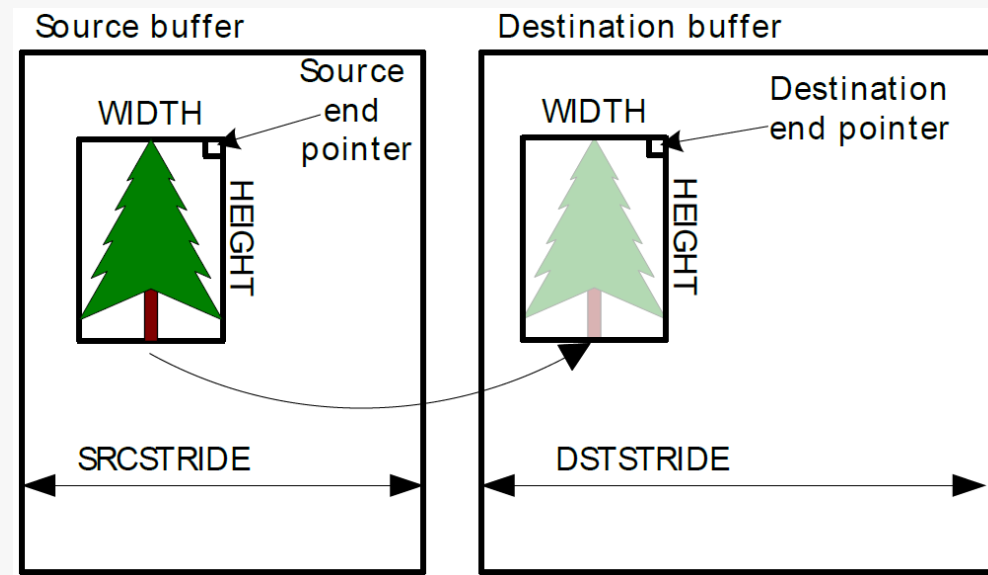 Source buffer
Destination buffer
Source
end
pointer
WIDTH
HEIGHT
SRCSTRIDE
Destination
end pointer
WIDTH
HEIGHT
DSTSTRIDE